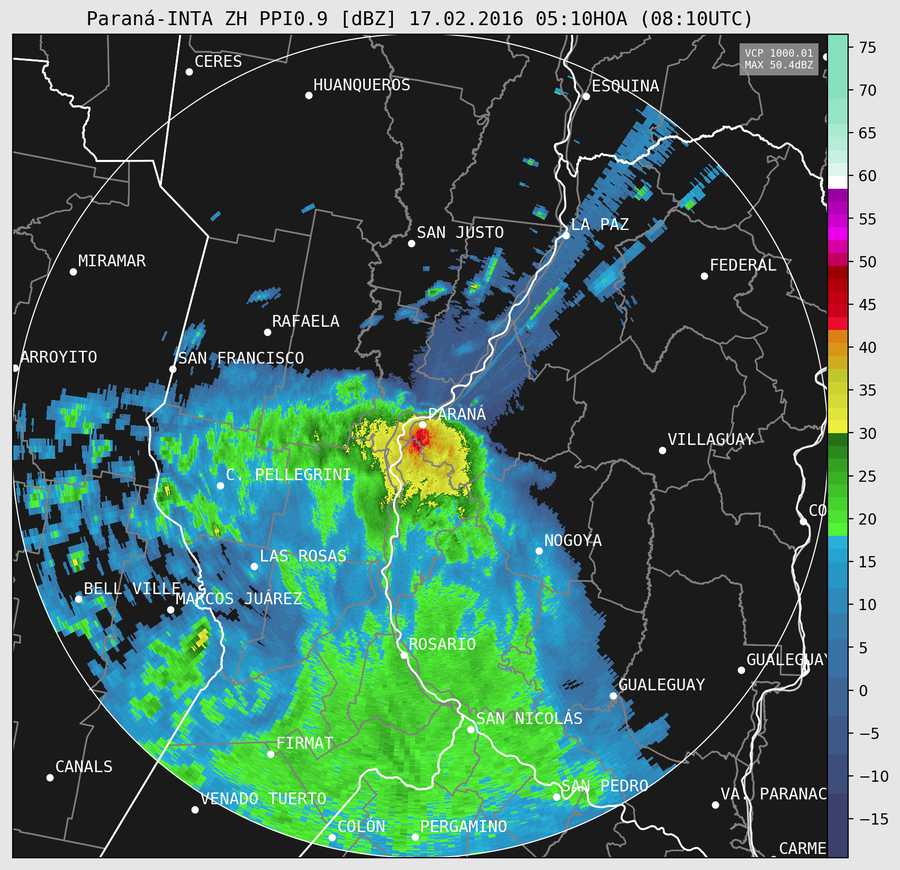 Paraná-INTA ZH PPI0.9 [dBZ] 17.02.2016 05:10HOA (08:10UTC)
VCP 1000.01
MAX 50.4dBZ
CERES
HUANQUEROS
ESQUINA
SAN JUSTO
LA PAZ
MIRAMAR
FEDERAL
RAFAELA
ARROYITO
SAN FRANCISCO
PARANÁ
VILLAGUAY
C. PELLEGRINI
CO
NOGOYA
LAS ROSAS
BELL VILLE
MARCOS JUÁREZ
ROSARIO
GUALEGUAY
GUALEGUAY
SAN NICOLÁS
FIRMAT
CANALS
SAN PEDRO
VENADO TUERTO
VA. PARANAC
COLÓN
PERGAMINO
CARME
75
70
65
60
55
50
45
40
35
30
25
20
15
10
5
0
−5
−10
−15